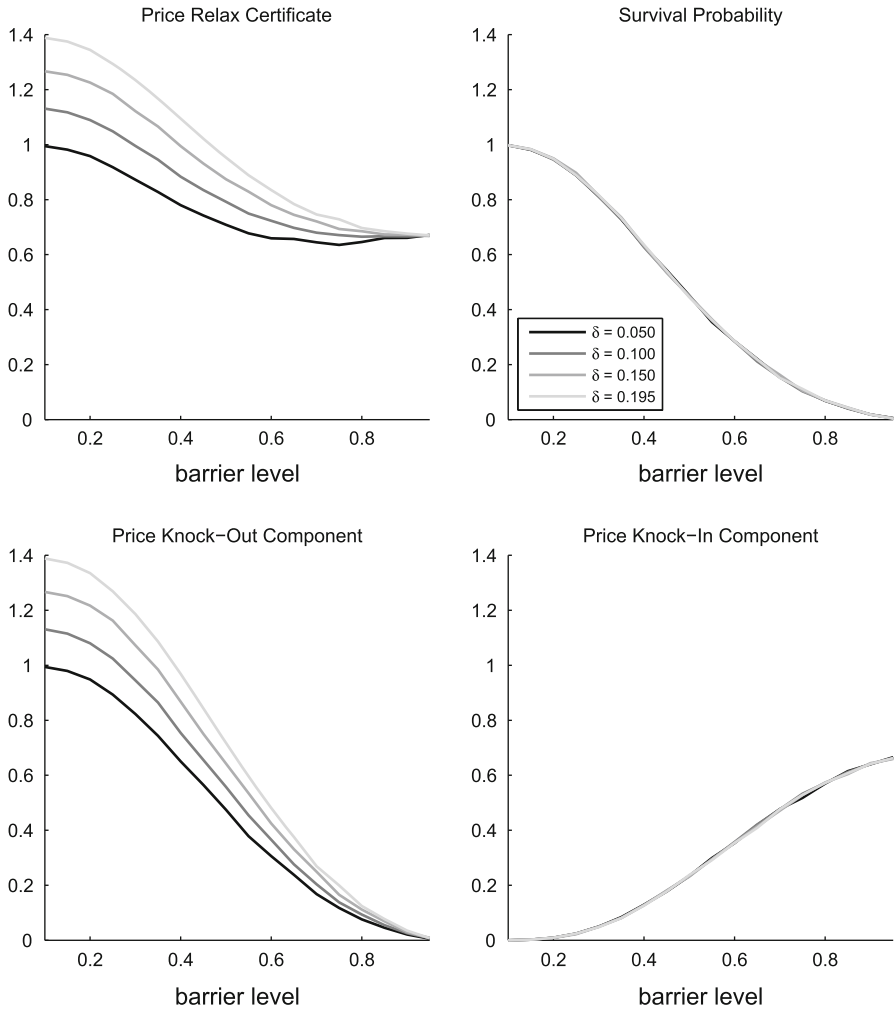 Price Relax Certificate
1.4
1.2
1
0.8
0.6
0.4
0.2
0
0.2 0.4 0.6 0.8
barrier level
Survival Probability
1.4
1.2
1
0.8
0.6
0.4
0.2
0
δ = 0.050
δ = 0.100
δ = 0.150
δ = 0.195
0.2 0.4 0.6 0.8
barrier level
Price Knock−Out Component
1.4
1.2
1
0.8
0.6
0.4
0.2
0
0.2 0.4 0.6 0.8
barrier level
Price Knock−In Component
1.4
1.2
1
0.8
0.6
0.4
0.2
0
0.2 0.4 0.6 0.8
barrier level